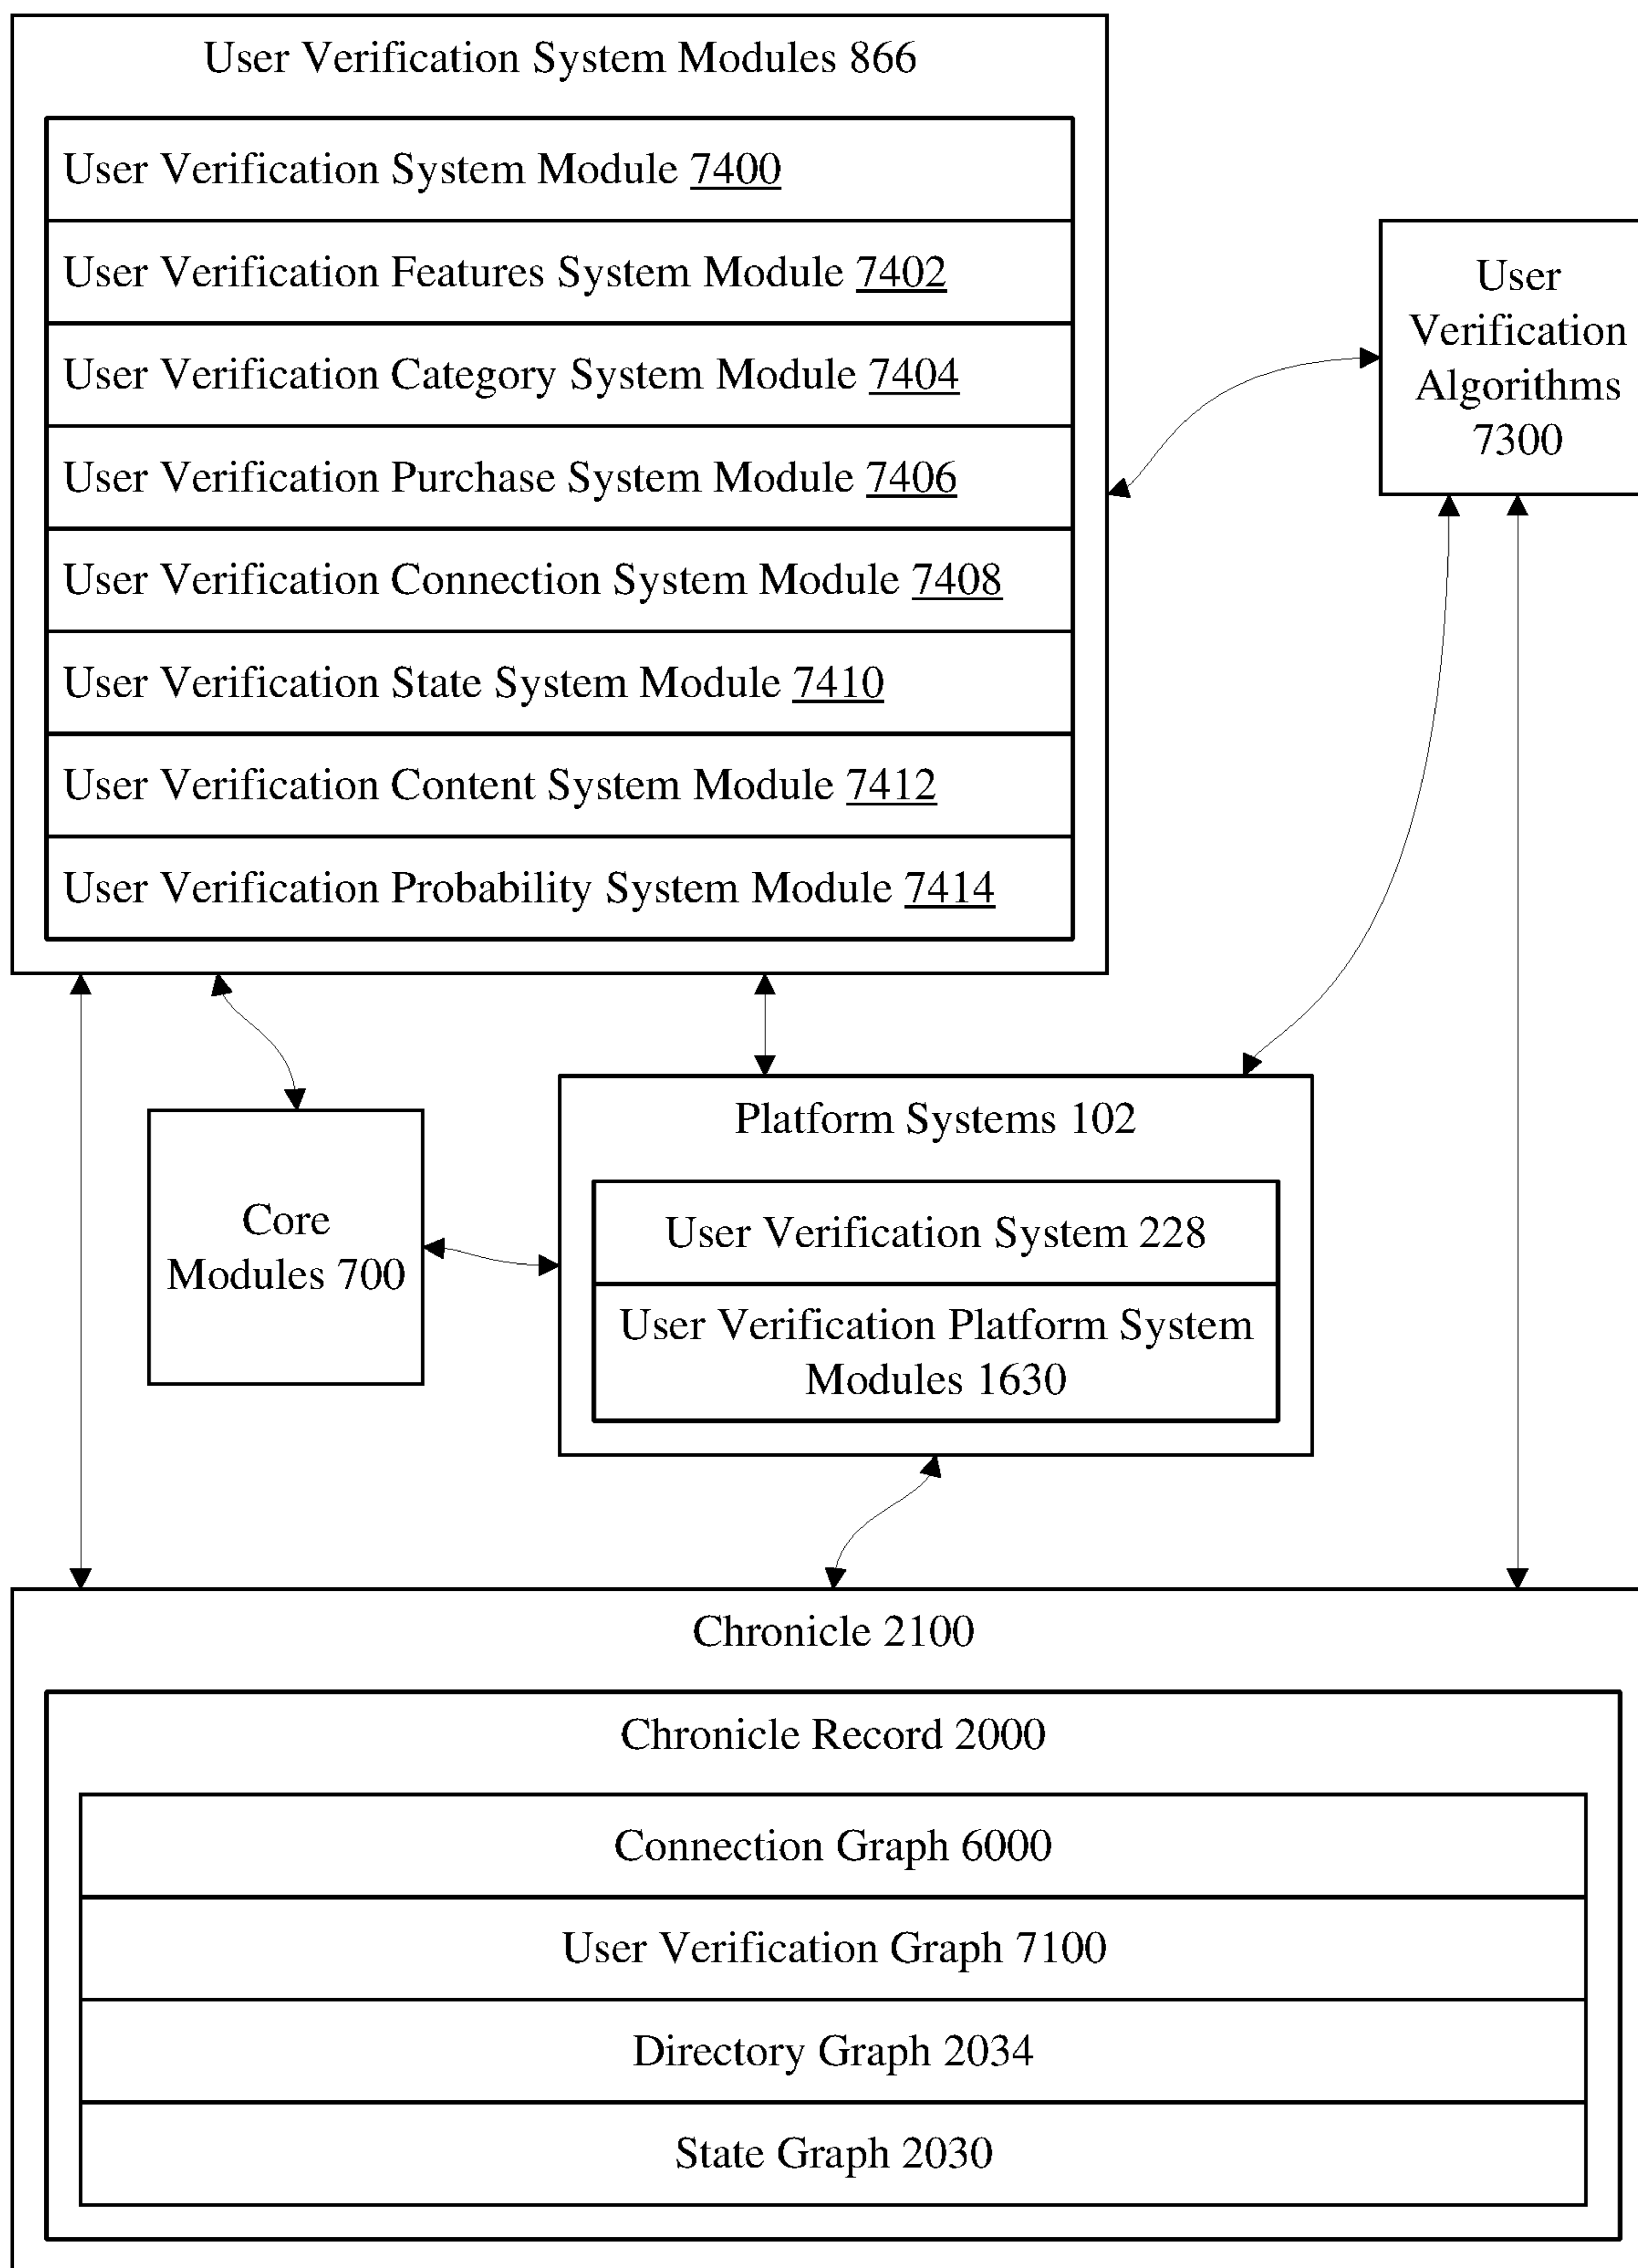 User Verification System Modules 866
User Verification System Module 7400
User Verification Features System Module 7402
User Verification Category System Module 7404
User Verification Purchase System Module 7406
User Verification Connection System Module 7408
User Verification State System Module 7410
User Verification Content System Module 7412
User Verification Probability System Module 7414
User
Verification
Algorithms
7300
Platform Systems 102
User Verification System 228
User Verification Platform System
Modules 1630
Core
Modules 700
Chronicle 2100
Chronicle Record 2000
Connection Graph 6000
User Verification Graph 7100
Directory Graph 2034
State Graph 2030